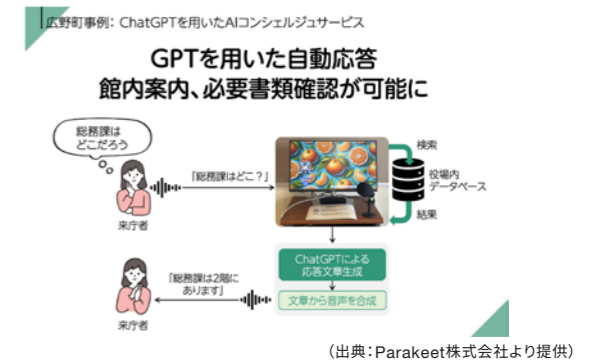 広野町事例: ChatGPTを用いたAIコンシェルジュサービス
GPTを用いた自動応答
館内案内、必要書類確認が可能に
総務課は
どこだろう
来庁者
「総務課はどこ?」
検索
役場内
データベース
結果
ChatGPTによる
応答文章生成
文章から音声を合成
「総務課は2階に
あります」
来庁者
(出典:Parakeet株式会社より提供)